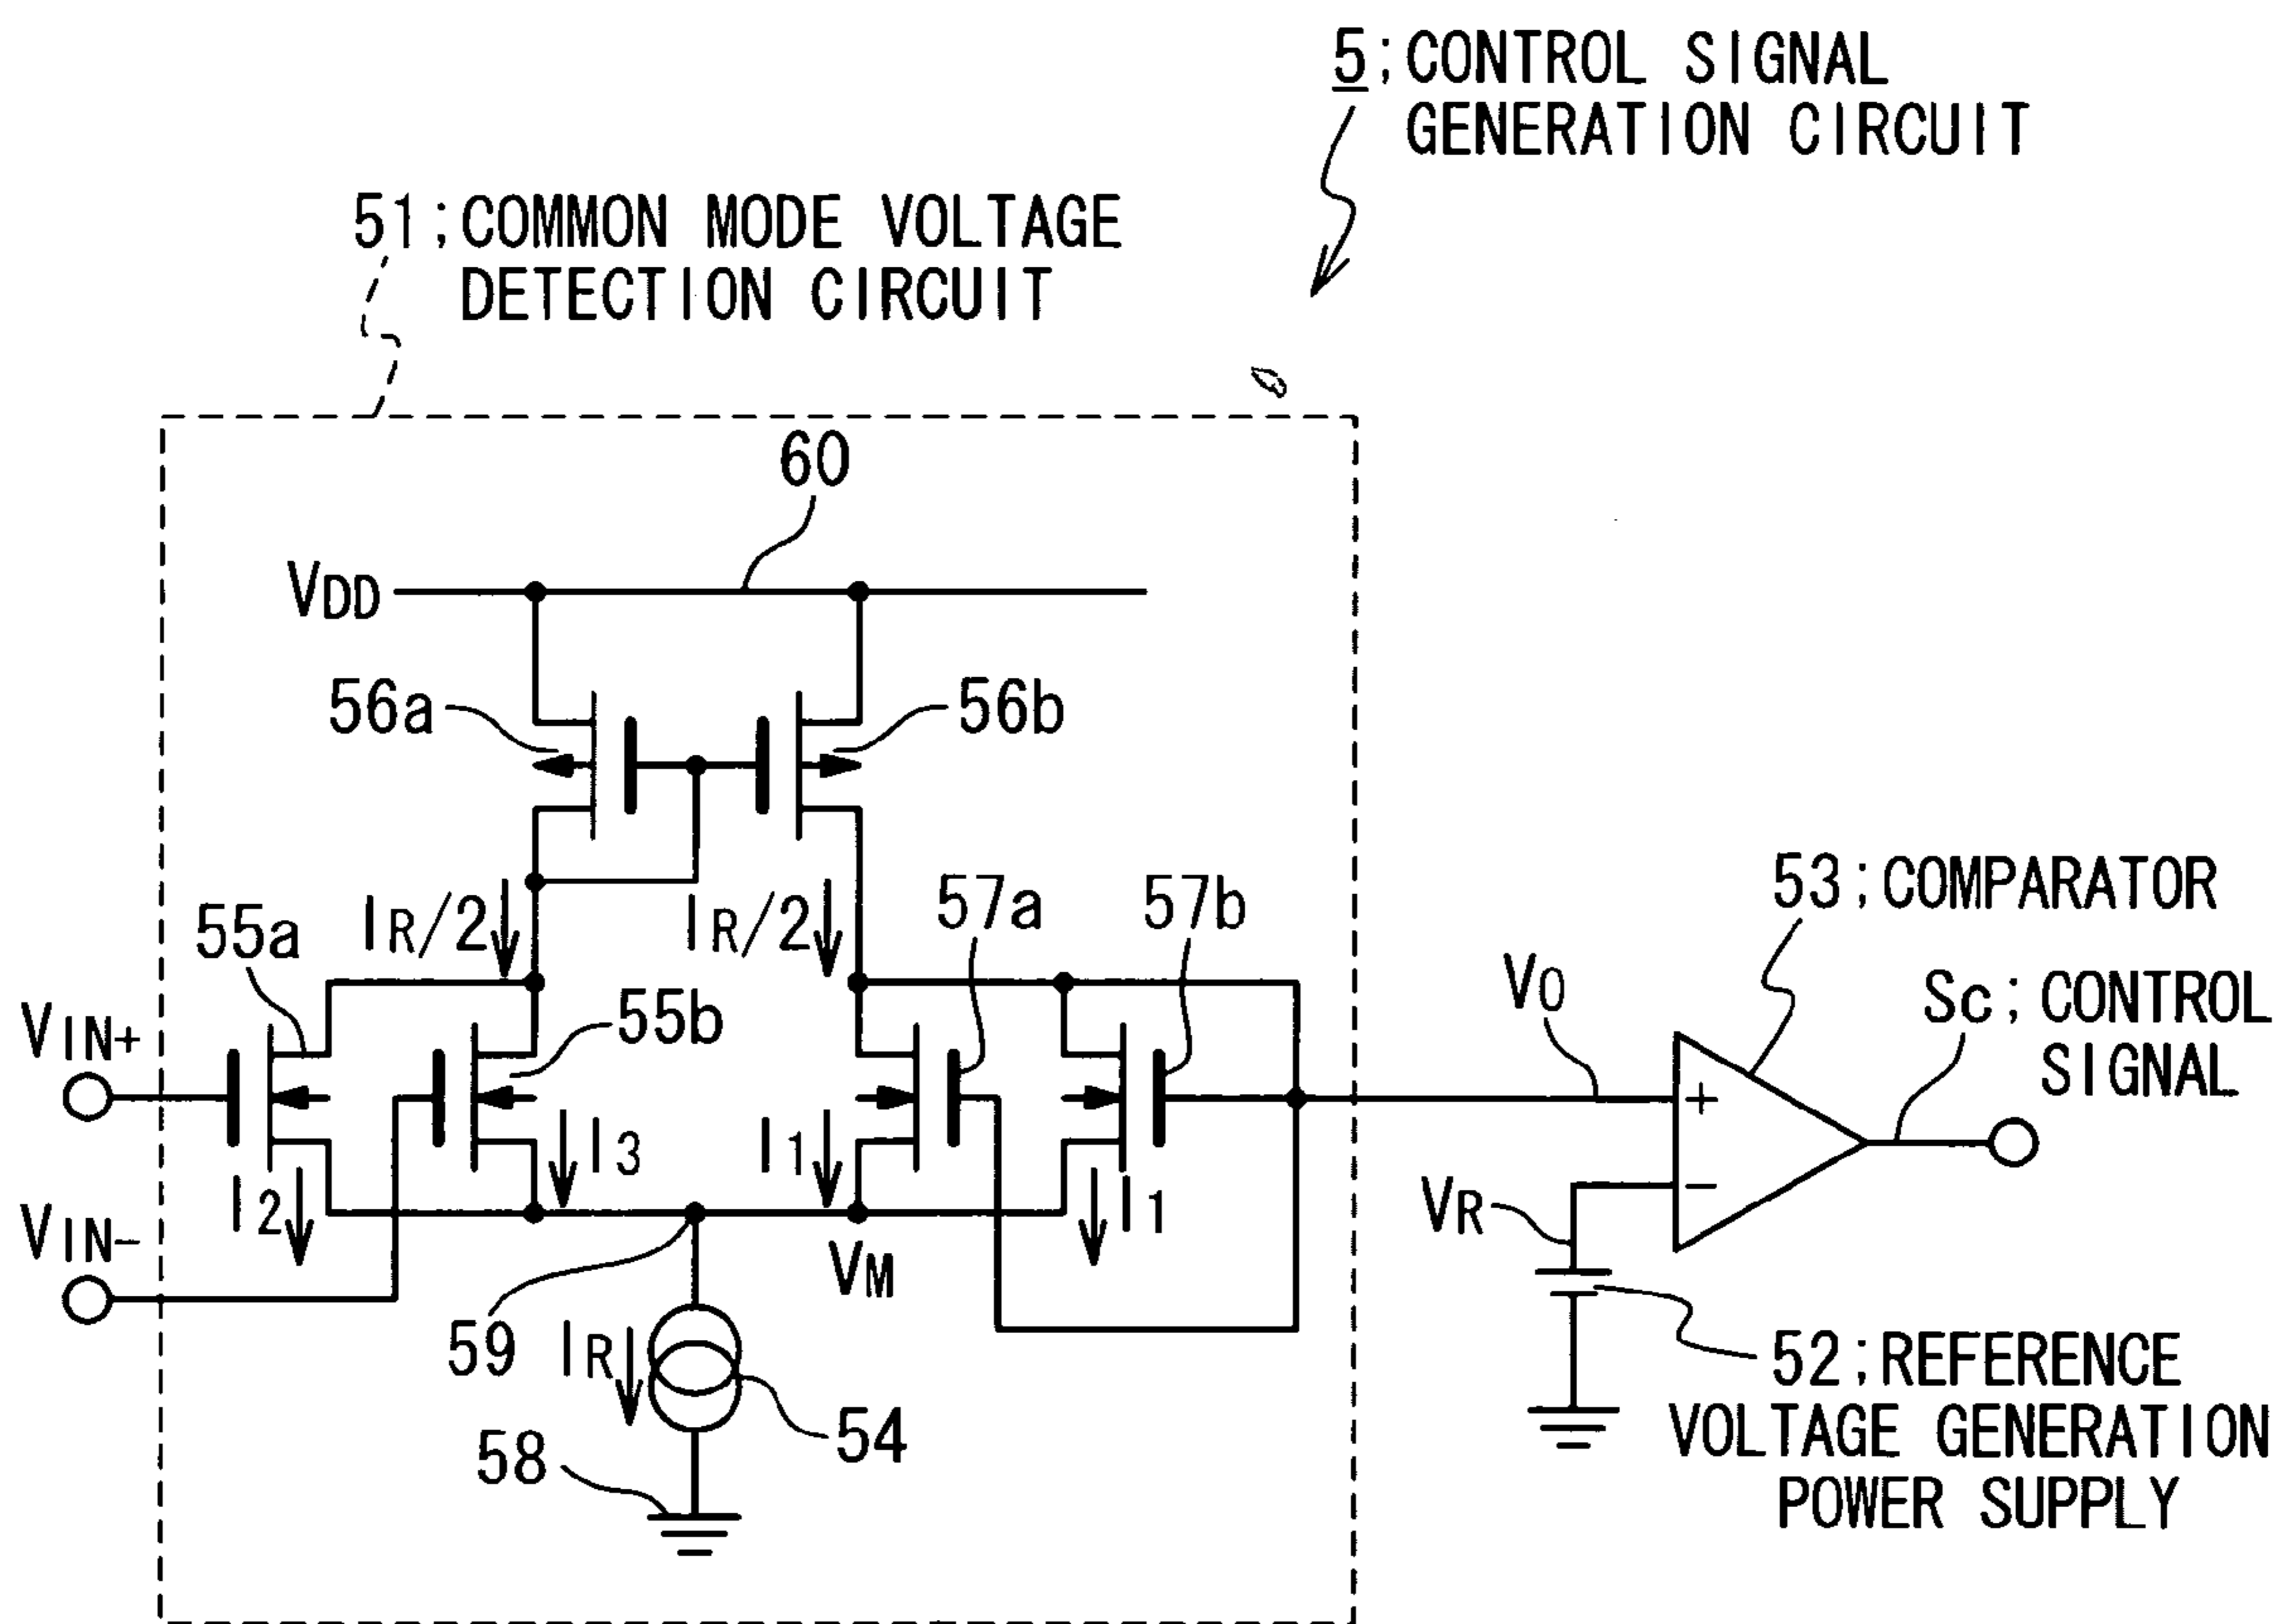 5;CONTROL SIGNAL
GENERATION CIRCUIT
51;COMMON MODE VOLTAGE
DETECTION CIRCUIT
60
VDD
56a
56b
IR/2
IR/2
57a
57b
53;COMPARATOR
55a
55b
VO
Sc;CONTROL
SIGNAL
VIN+
+
−
I3
I1
I2
I1
VIN-
VM
VR
59
IR
54
52;REFERENCE
VOLTAGE GENERATION
POWER SUPPLY
58